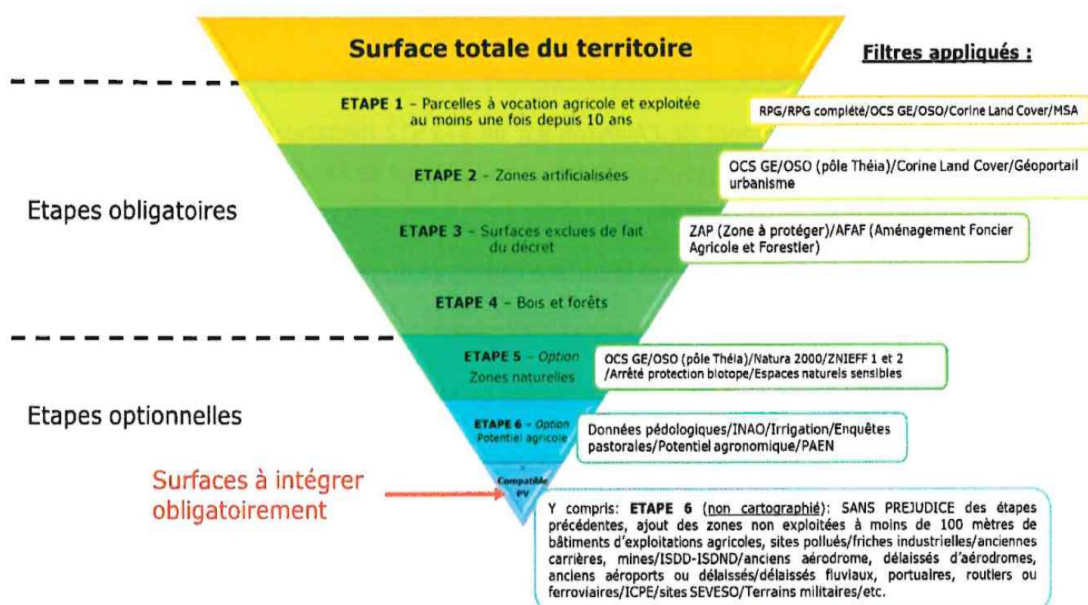 Surface totale du territoire
Filtres appliqués :
ETAPE 1 – Parcelles à vocation agricole et exploitée
au moins une fois depuis 10 ans
RPG/RPG complété/OCS GE/OSO/Corine Land Cover/MSA
Etapes obligatoires
ETAPE 2 – Zones artificialisées
OCS GE/OSO (pôle Théia)/Corine Land Cover/Géoportail
urbanisme
ETAPE 3 – Surfaces exclues de fait
du décret
ZAP (Zone à protéger)/AFAF (Aménagement Foncier
Agricole et Forestier)
ETAPE 4 – Bois et forêts
Etapes optionnelles
ETAPE 5 - Option
Zones naturelles
OCS GE/OSO (pôle Théia)/Natura 2000/ZNIEFF 1 et 2
/Arrêté protection biotope/Espaces naturels sensibles
ETAPE 6 - Option
Potentiel agricole
Données pédologiques/INAO/Irrigation/Enquêtes
pastorales/Potentiel agronomique/PAEN
Surfaces à intégrer
obligatoirement
Compatible
PV
Y compris: ETAPE 6 (non cartographié): SANS PREJUDICE des étapes
précédentes, ajout des zones non exploitées à moins de 100 mètres de
bâtiments d'exploitations agricoles, sites pollués/friches industrielles/anciennes
carrières, mines/ISDD-ISDND/anciens aérodrome, délaissés d'aérodromes,
anciens aéroports ou délaissés/délaissés fluviaux, portuaires, routiers ou
ferroviaires/ICPE/sites SEVESO/Terrains militaires/etc.